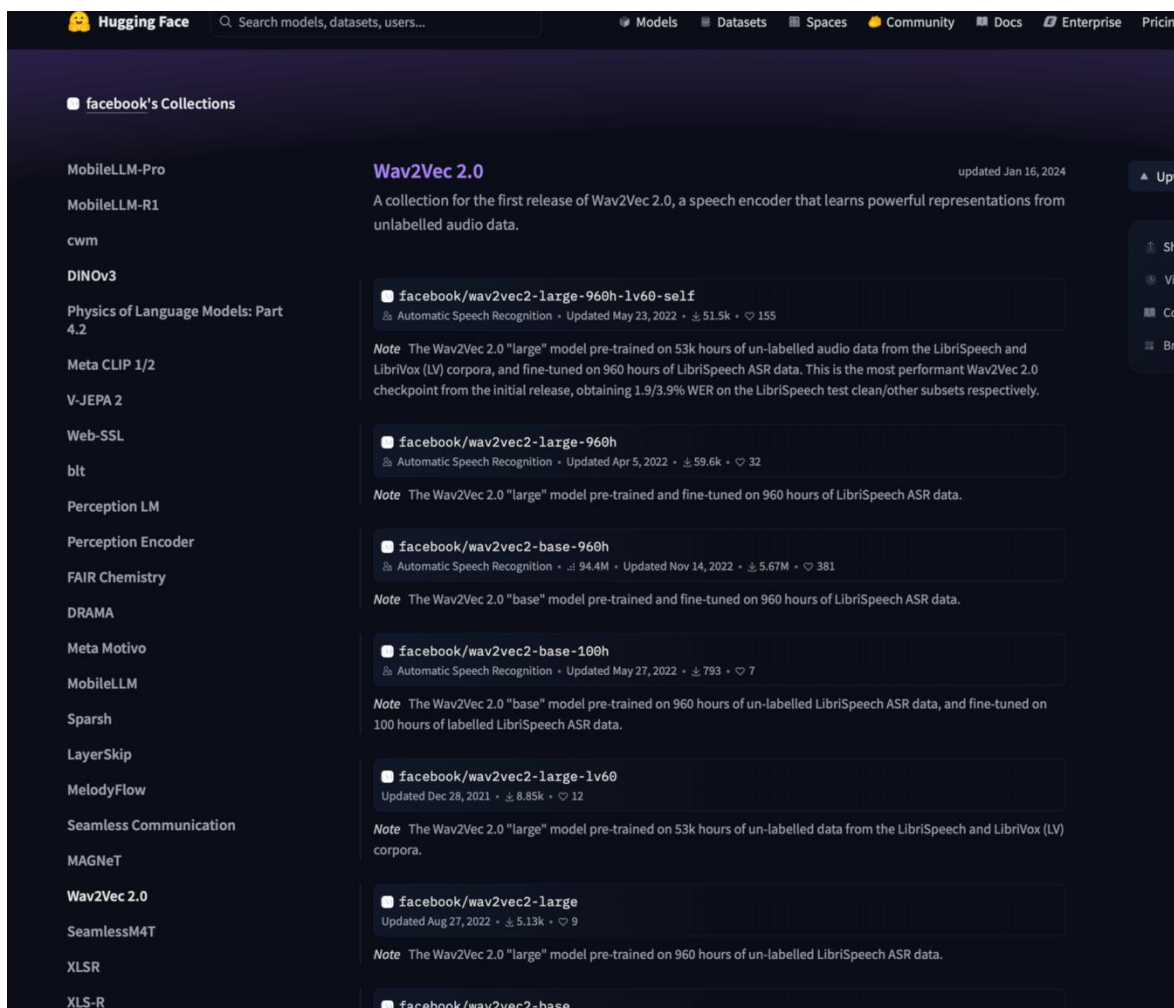 Hugging Face
Search models, datasets, users...
Models
Datasets
Spaces
Community
Docs
Enterprise
facebook's Collections
MobileLLM-Pro
MobileLLM-R1
cwm
DINOv3
Physics of Language Models: Part
4.2
Meta CLIP 1/2
V-JEPA 2
Web-SSL
blt
Perception LM
Perception Encoder
FAIR Chemistry
DRAMA
Meta Motivo
MobileLLM
Sparsh
LayerSkip
MelodyFlow
Seamless Communication
MAGNeT
Wav2Vec 2.0
SeamlessM4T
XLSR
XLS-R
Wav2Vec 2.0
updated Jan 16, 2024
A collection for the first release of Wav2Vec 2.0, a speech encoder that learns powerful representations from
unlabelled audio data.
facebook/wav2vec2-large-960h-lv60-self
Automatic Speech Recognition • Updated May 23, 2022 • 51.5k • 155
Note The Wav2Vec 2.0 "large" model pre-trained on 53k hours of un-labelled audio data from the LibriSpeech and
LibriVox (LV) corpora, and fine-tuned on 960 hours of LibriSpeech ASR data. This is the most performant Wav2Vec 2.0
checkpoint from the initial release, obtaining 1.9/3.9% WER on the LibriSpeech test clean/other subsets respectively.
facebook/wav2vec2-large-960h
Automatic Speech Recognition • Updated Apr 5, 2022 • 59.6k • 32
Note The Wav2Vec 2.0 "large" model pre-trained and fine-tuned on 960 hours of LibriSpeech ASR data.
facebook/wav2vec2-base-960h
Automatic Speech Recognition • 94.4M • Updated Nov 14, 2022 • 5.67M • 381
Note The Wav2Vec 2.0 "base" model pre-trained and fine-tuned on 960 hours of LibriSpeech ASR data.
facebook/wav2vec2-base-100h
Automatic Speech Recognition • Updated May 27, 2022 • 793 • 7
Note The Wav2Vec 2.0 "base" model pre-trained on 960 hours of un-labelled LibriSpeech ASR data, and fine-tuned on
100 hours of labelled LibriSpeech ASR data.
facebook/wav2vec2-large-lv60
Updated Dec 28, 2021 • 8.85k • 12
Note The Wav2Vec 2.0 "large" model pre-trained on 53k hours of un-labelled data from the LibriSpeech and LibriVox (LV)
corpora.
facebook/wav2vec2-large
Updated Aug 27, 2022 • 5.13k • 9
Note The Wav2Vec 2.0 "large" model pre-trained on 960 hours of un-labelled LibriSpeech ASR data.
facebook/wav2vec2-base